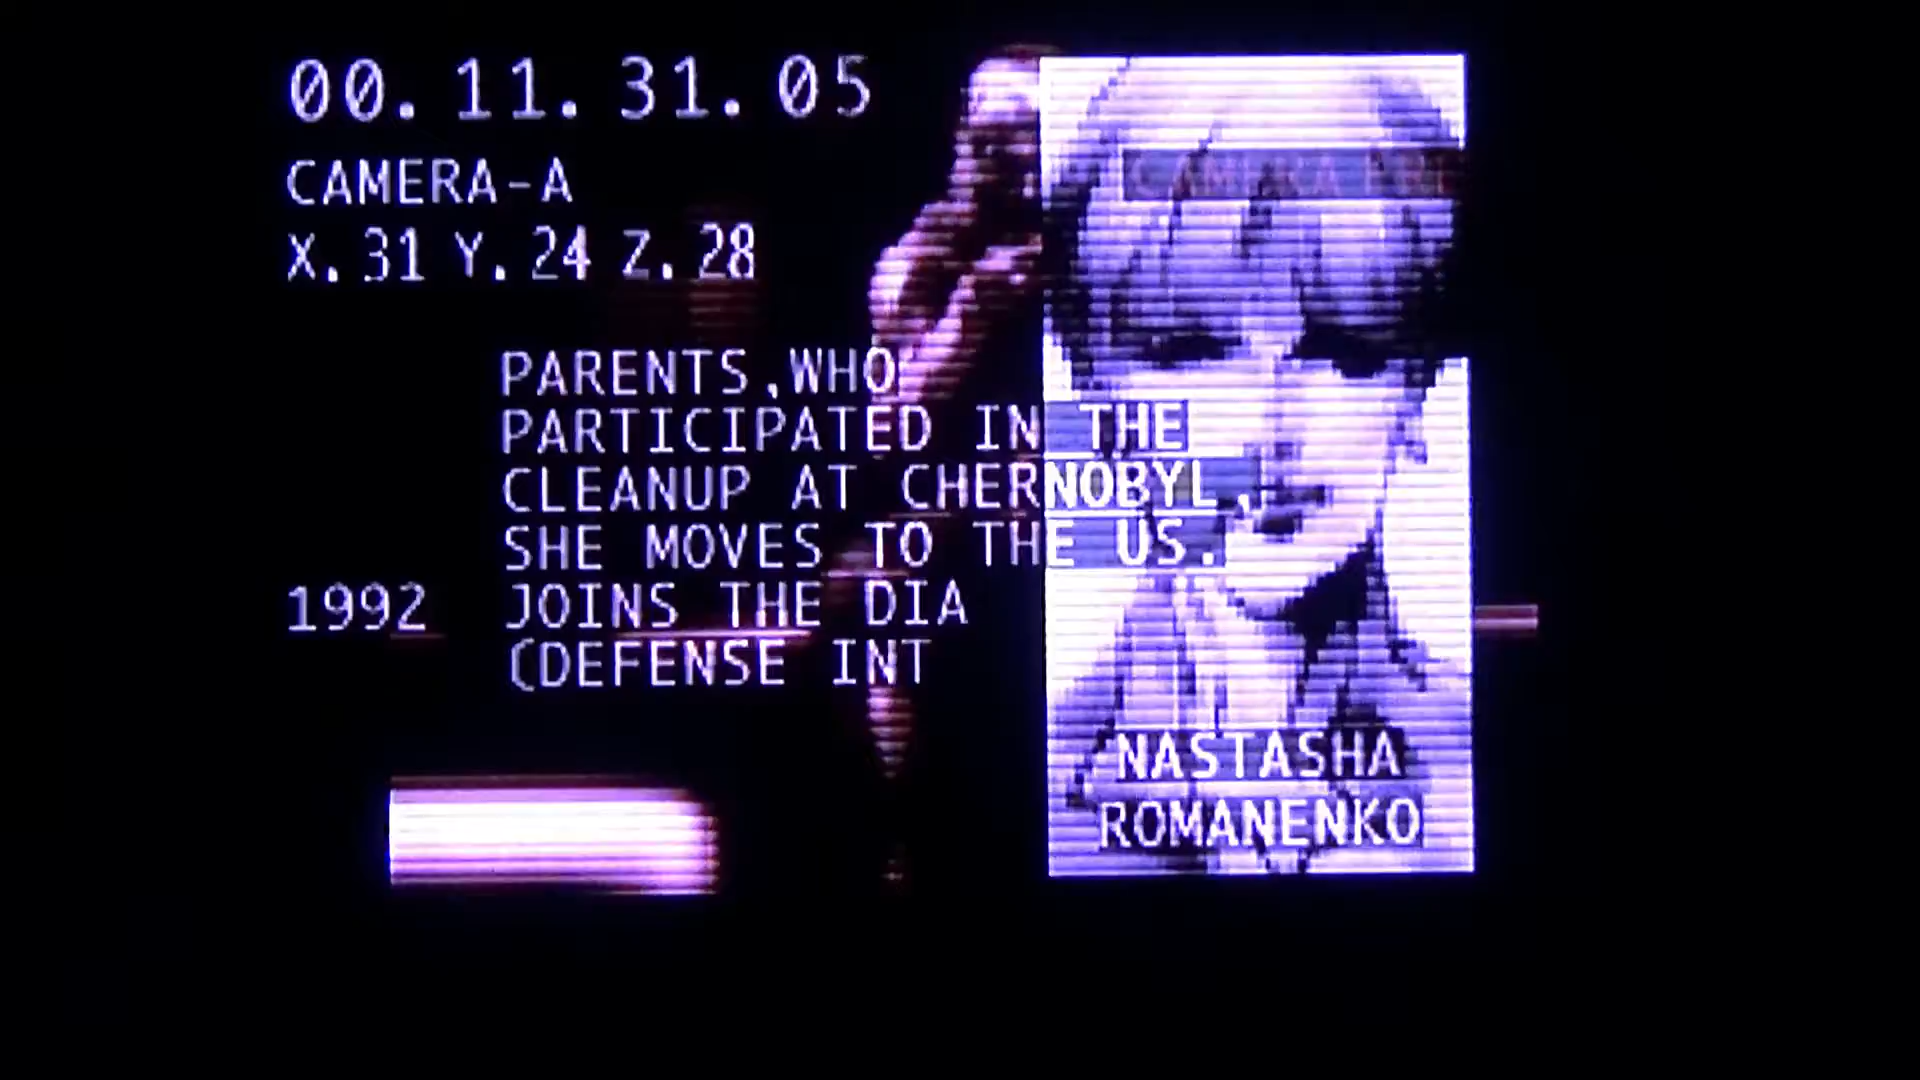 00.11.31.05
CAMERA-A
X.31 Y.24 Z.28
PARENTS,WHO
PARTICIPATED IN THE
CLEANUP AT CHERNOBYL,
SHE MOVES TO THE US.
1992 JOINS THE DIA
(DEFENSE INT
NASTASHA
ROMANENKO